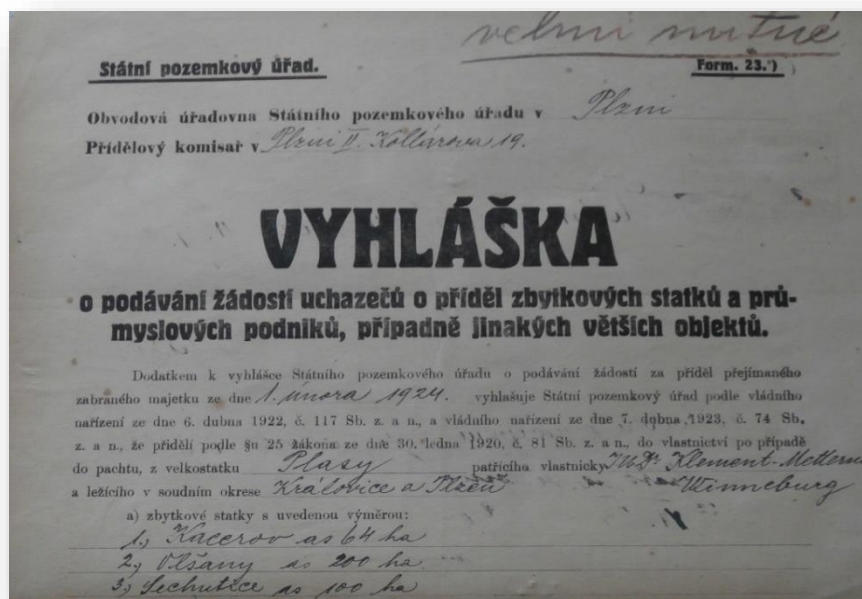 velmi nutné
Státní pozemkový úřad.
Form. 23.*)
Obvodová úřadovna Státního pozemkového úřadu v Plzni
Přídělový komisař v Plzni II. Kollárova 19.
VYHLÁŠKA
o podávání žádostí uchazečů o příděl zbytkových statků a prů-
myslových podniků, případně jinakých větších objektů.
Dodatkem k vyhlášce Státního pozemkového úřadu o podávání žádostí za příděl přejímaného
zabraného majetku ze dne 1. února 1924. vyhlašuje Státní pozemkový úřad podle vládního
nařízení ze dne 6. dubna 1922, č. 117 Sb. z. a n., a vládního nařízení ze dne 7. dubna 1923, č. 74 Sb.
z. a n., že přidělí podle §u 25 zákona ze dne 30. ledna 1920, č. 81 Sb. z. a n., do vlastnictví po případě
do pachtu, z velkostatku Plasy patřícího vlastnicky JUDr Klement-Metterni
a ležícího v soudním okrese Královice a Plzeň Winneburg
a) zbytkové statky s uvedenou výměrou:
1.) Kacerov as 64 ha
2.) Olšany as 200 ha
3.) Sechutice as 100 ha